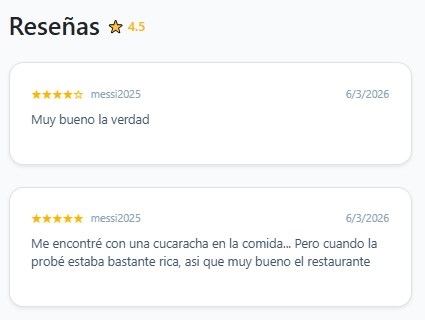 Reseñas ⭐ 4.5
★★★★☆ messi2025 6/3/2026
Muy bueno la verdad
★★★★★ messi2025 6/3/2026
Me encontré con una cucaracha en la comida... Pero cuando la
probé estaba bastante rica, asi que muy bueno el restaurante